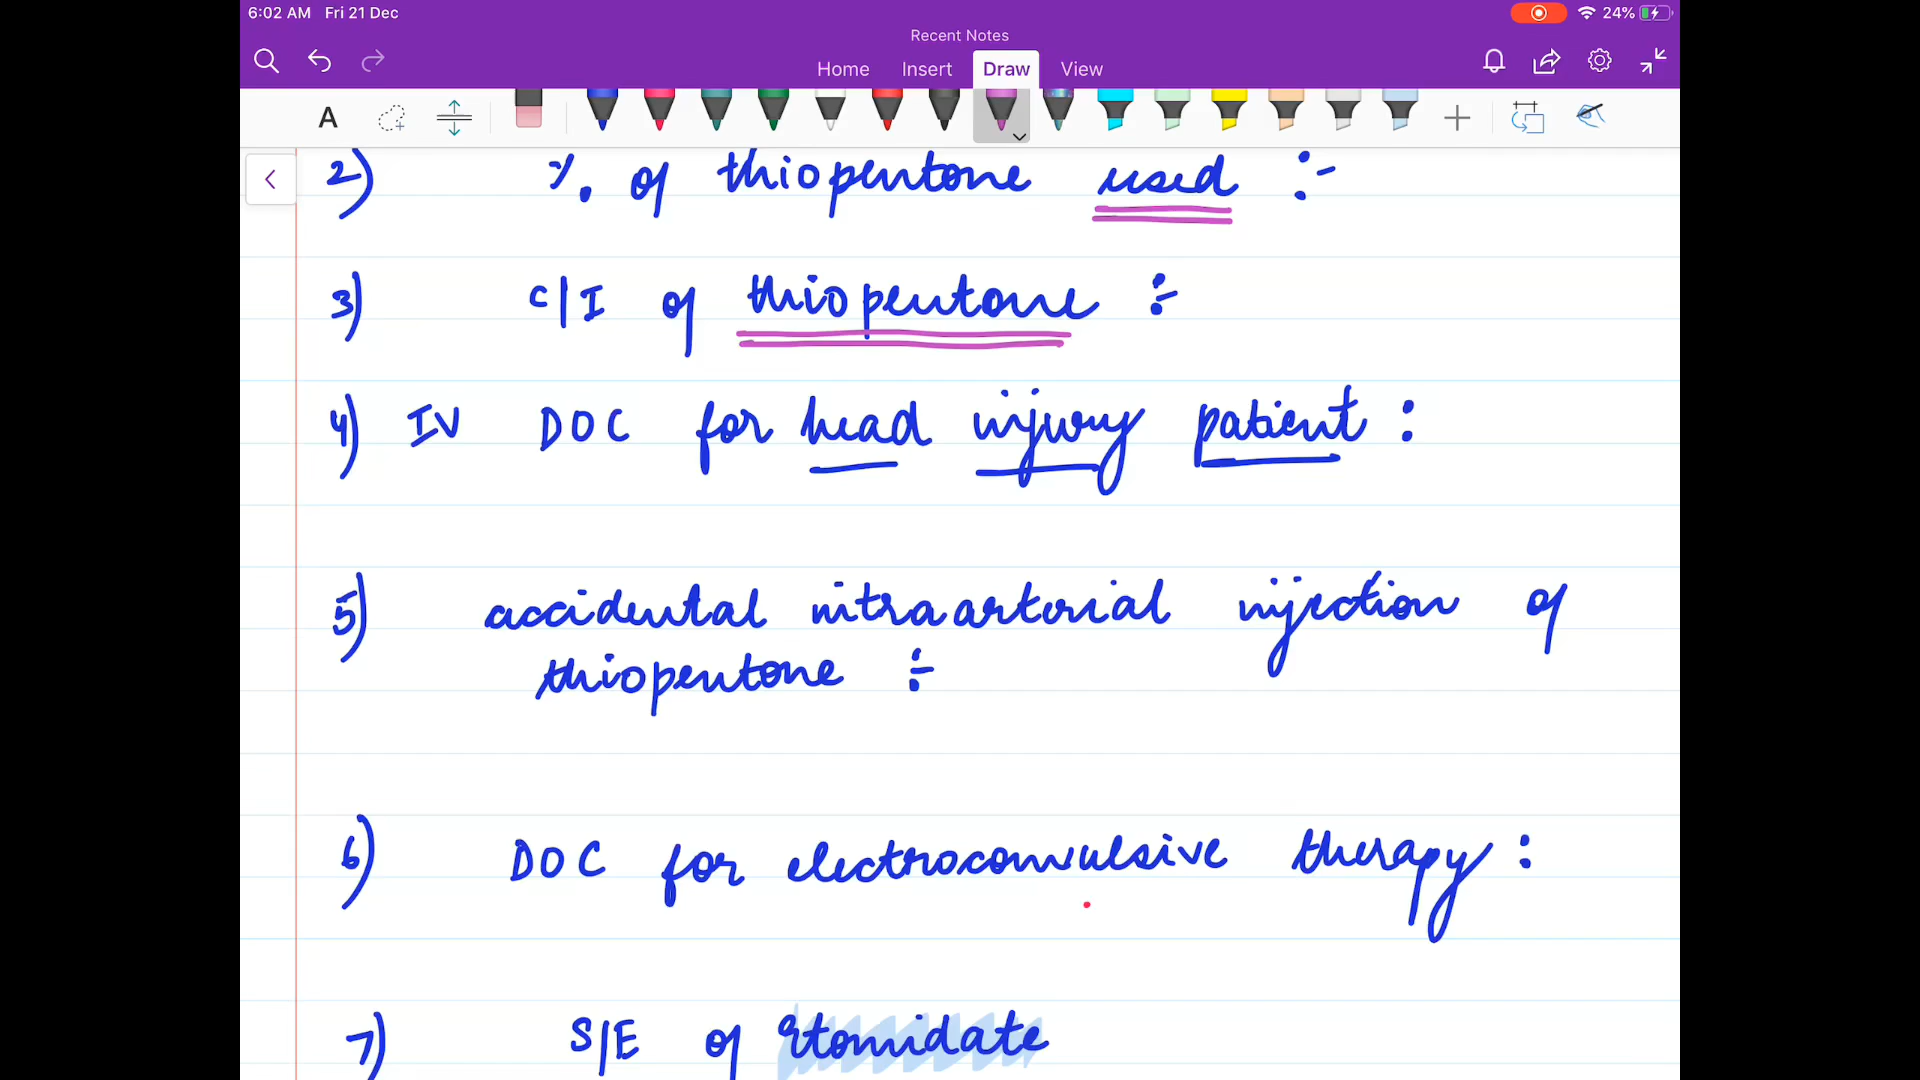 6:02 AM Fri 21 Dec
24%
Recent Notes
Home Insert Draw View
A
2) % of thiopentone used :-
3) C/I of thiopentone :-
4) IV DOC for head injury patient :
5) accidental intraarterial injection of
thiopentone :-
6) DOC for electroconvulsive therapy :
7) S/E of Etomidate